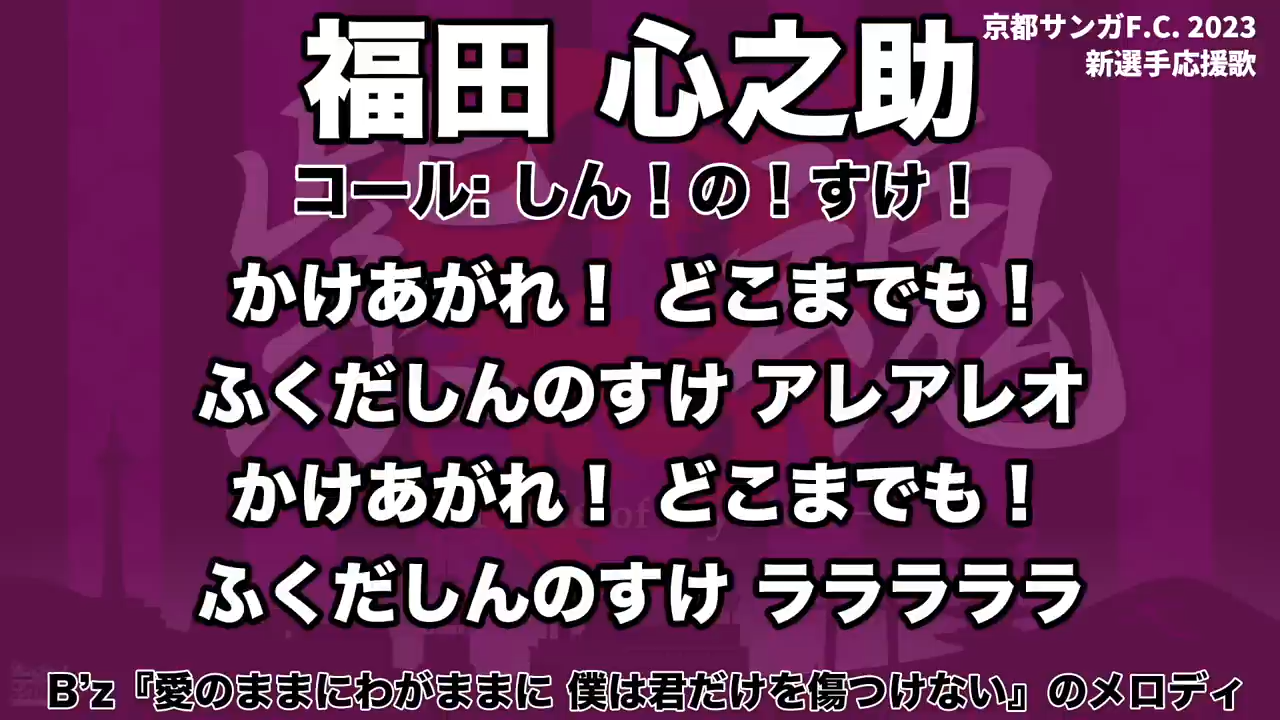 京都サンガF.C. 2023
新選手応援歌
福田 心之助
コール: しん！の！すけ！
かけあがれ！ どこまでも！
ふくだしんのすけ アレアレオ
かけあがれ！ どこまでも！
ふくだしんのすけ ラララララ
B’z『愛のままにわがままに 僕は君だけを傷つけない』のメロディ
紫魂